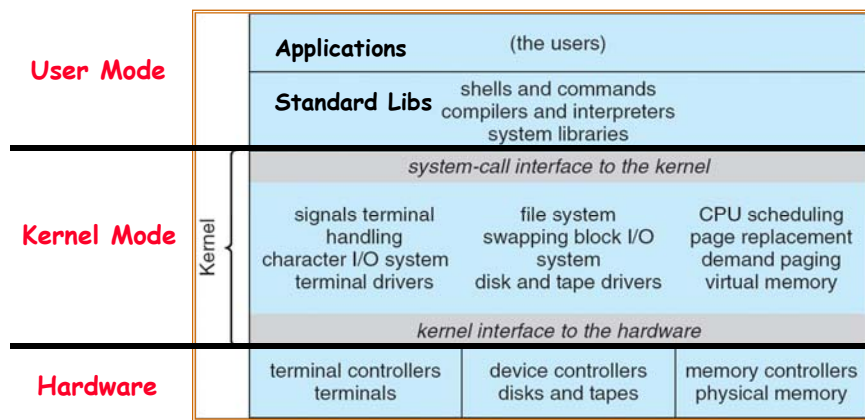 User Mode
Applications
(the users)
Standard Libs
shells and commands
compilers and interpreters
system libraries
Kernel Mode
Kernel
system-call interface to the kernel
signals terminal
handling
character I/O system
terminal drivers
file system
swapping block I/O
system
disk and tape drivers
CPU scheduling
page replacement
demand paging
virtual memory
kernel interface to the hardware
Hardware
terminal controllers
terminals
device controllers
disks and tapes
memory controllers
physical memory